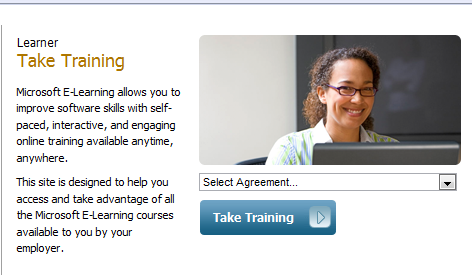 Learner
Take Training
Microsoft E-Learning allows you to
improve software skills with self-
paced, interactive, and engaging
online training available anytime,
anywhere.
This site is designed to help you
access and take advantage of all
the Microsoft E-Learning courses
available to you by your
employer.
Select Agreement...
Take Training